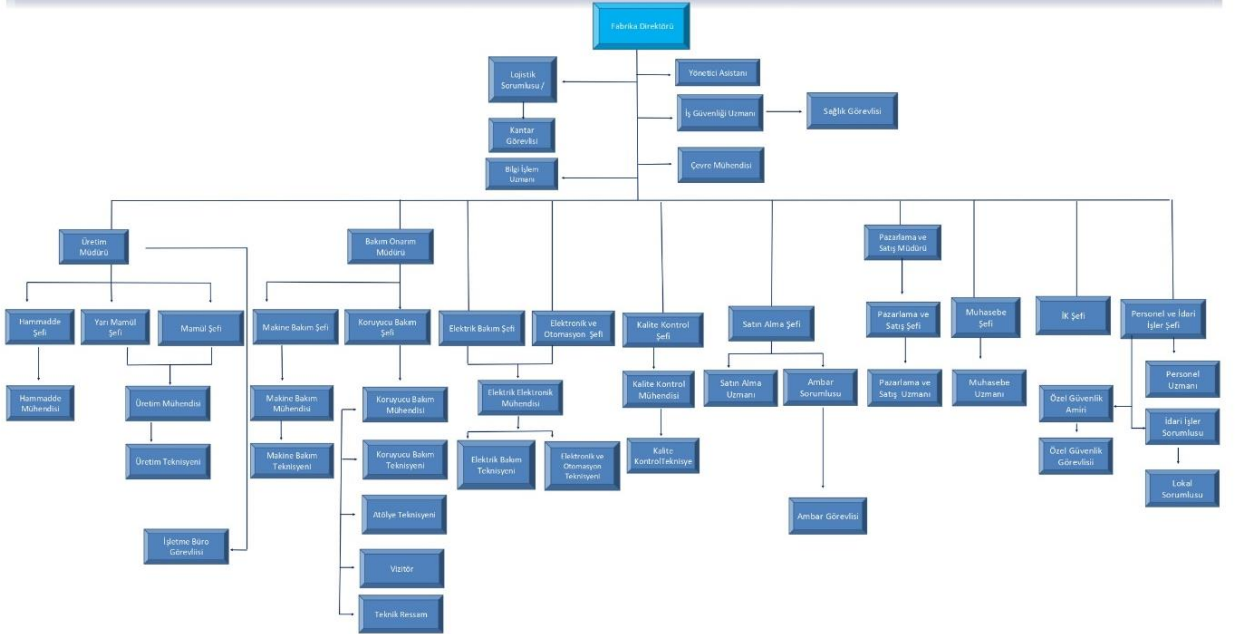 Fabrika Direktörü
Lojistik
Sorumlusu /
Yönetici Asistanı
İş Güvenliği Uzmanı
Sağlık Görevlisi
Kantar
Görevlisi
Bilgi İşlem
Uzmanı
Çevre Mühendisi
Üretim
Müdürü
Bakım Onarım
Müdürü
Pazarlama ve
Satış Müdürü
Hammadde
Şefi
Yarı Mamül
Şefi
Mamül Şefi
Makine Bakım Şefi
Koruyucu Bakım
Şefi
Elektrik Bakım Şefi
Elektronik ve
Otomasyon Şefi
Kalite Kontrol
Şefi
Satın Alma Şefi
Pazarlama ve
Satış Şefi
Muhasebe
Şefi
İK Şefi
Personel ve İdari
İşler Şefi
Hammadde
Mühendisi
Üretim Mühendisi
Makine Bakım
Mühendisi
Koruyucu Bakım
Mühendisi
Elektrik Elektronik
Mühendisi
Kalite Kontrol
Mühendisi
Satın Alma
Uzmanı
Ambar
Sorumlusu
Pazarlama ve
Satış Uzmanı
Muhasebe
Uzmanı
Personel
Uzmanı
Özel Güvenlik
Amiri
İdari İşler
Sorumlusu
Üretim Teknisyeni
Makine Bakım
Teknisyeni
Koruyucu Bakım
Teknisyeni
Elektrik Bakım
Teknisyeni
Elektronik ve
Otomasyon
Teknisyeni
Kalite
KontrolTeknisye
Özel Güvenlik
Görevlisii
Lokal
Sorumlusu
Atölye Teknisyeni
Ambar Görevlisi
İşletme Büro
Görevliisi
Vizitör
Teknik Ressam